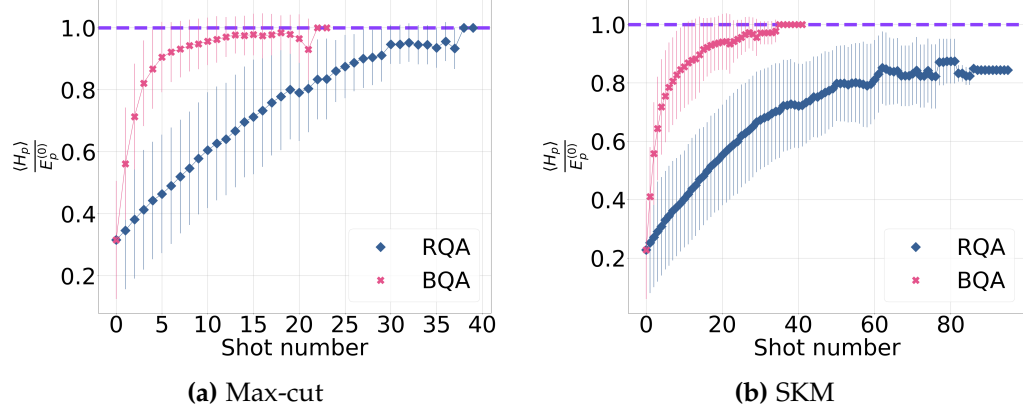 1.0
0.8
0.6
0.4
0.2
⟨H_p⟩
E_p^{(0)}
RQA
BQA
0 5 10 15 20 25 30 35 40
Shot number
(a) Max-cut
1.0
0.8
0.6
0.4
0.2
⟨H_p⟩
E_p^{(0)}
RQA
BQA
0 20 40 60 80
Shot number
(b) SKM